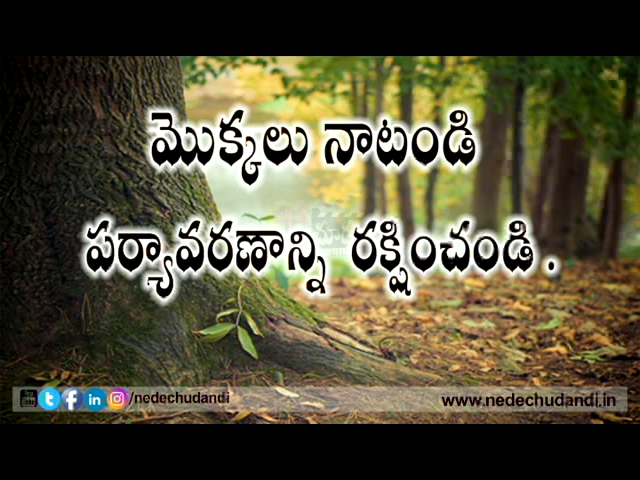 మొక్కలు నాటండి
పర్యావరణాన్ని రక్షించండి .
/nedechudandi
www.nedechudandi.in